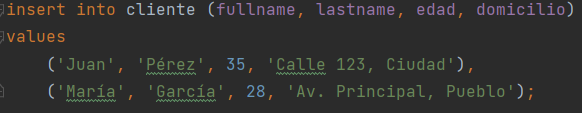 insert into cliente (fullname, lastname, edad, domicilio)
values
('Juan', 'Pérez', 35, 'Calle 123, Ciudad'),
('María', 'García', 28, 'Av. Principal, Pueblo');